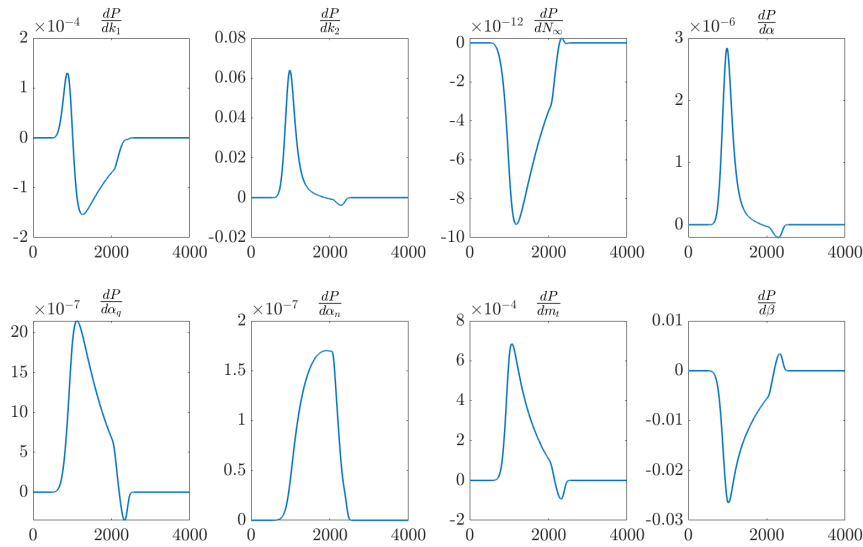 ×10⁻⁴ dP/dk₁ dP/dk₂ ×10⁻¹² dP/dN∞ ×10⁻⁶ dP/dα
2 0.08 0 3
1 0.06 -2
0 0.04 -4 2
-1 0.02 -6 1
0 -8
-2 -0.02 -10 0
0 2000 4000 0 2000 4000 0 2000 4000 0 2000 4000
×10⁻⁷ dP/dα_q ×10⁻⁷ dP/dα_n ×10⁻⁴ dP/dm_t dP/dβ
20 2 8 0.01
15 1.5 6 0
10 1 4 -0.01
5 0.5 2 -0.02
0 0
0 -2 -0.03
0 2000 4000 0 2000 4000 0 2000 4000 0 2000 4000